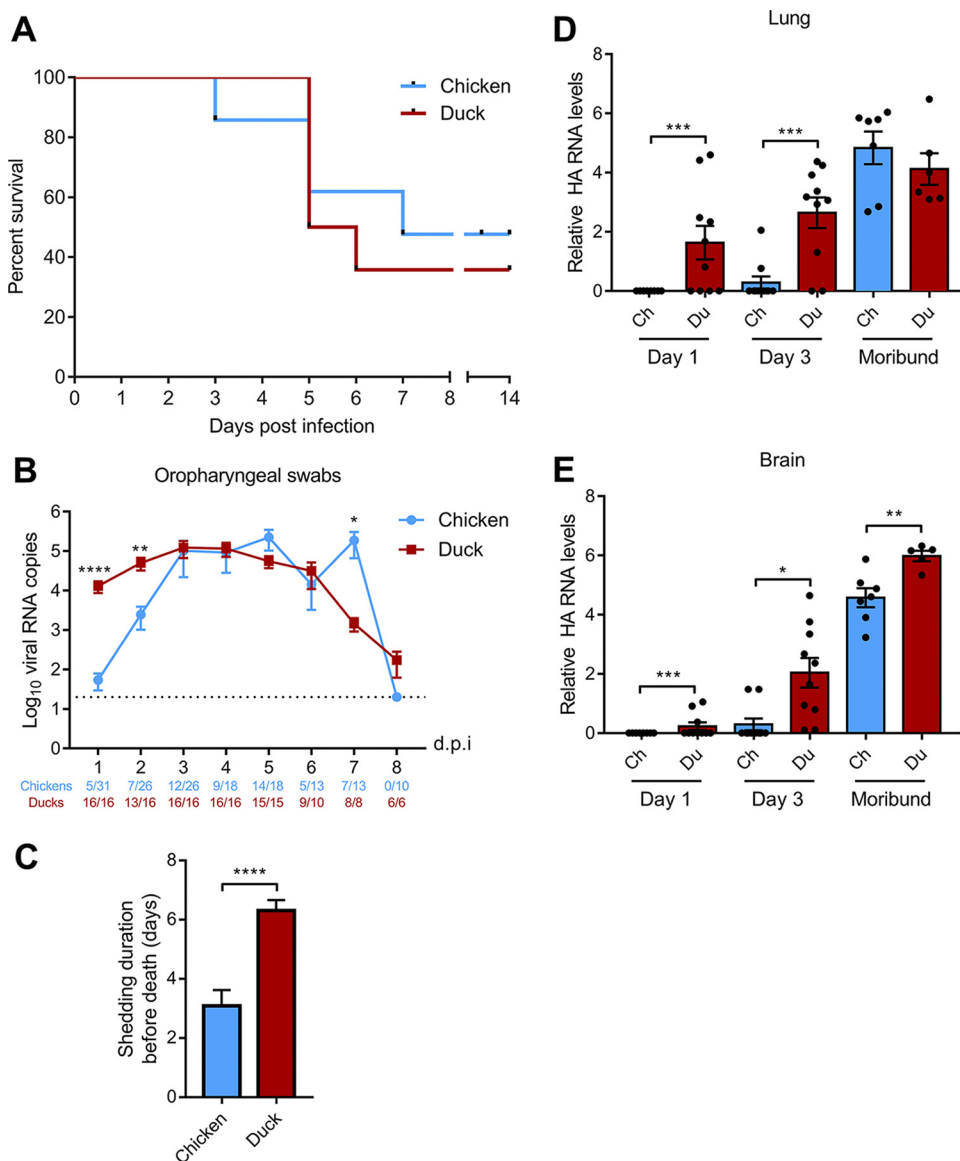 A
Percent survival
100
80
60
40
20
0
0 1 2 3 4 5 6 7 8 14
Days post infection
Chicken
Duck
B
Oropharyngeal swabs
Log10 viral RNA copies
6
5
4
3
2
1
0
**** ** *
Chicken
Duck
d.p.i
1 2 3 4 5 6 7 8
Chickens 5/31 7/26 12/26 9/18 14/18 5/13 7/13 0/10
Ducks 16/16 13/16 16/16 16/16 15/15 9/10 8/8 6/6
C
Shedding duration
before death (days)
8
6
4
2
0
****
Chicken Duck
D
Lung
Relative HA RNA levels
8
6
4
2
0
*** ***
Ch Du Ch Du Ch Du
Day 1 Day 3 Moribund
E
Brain
Relative HA RNA levels
8
6
4
2
0
*** * **
Ch Du Ch Du Ch Du
Day 1 Day 3 Moribund